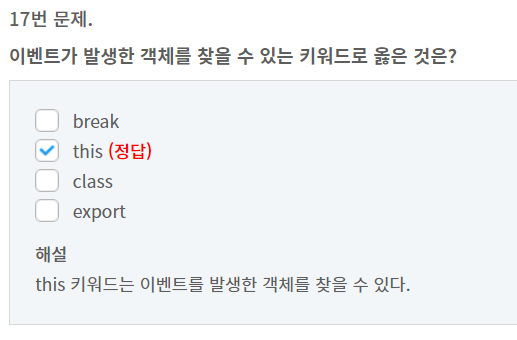 17번 문제.
이벤트가 발생한 객체를 찾을 수 있는 키워드로 옳은 것은?
break
this (정답)
class
export
해설
this 키워드는 이벤트를 발생한 객체를 찾을 수 있다.